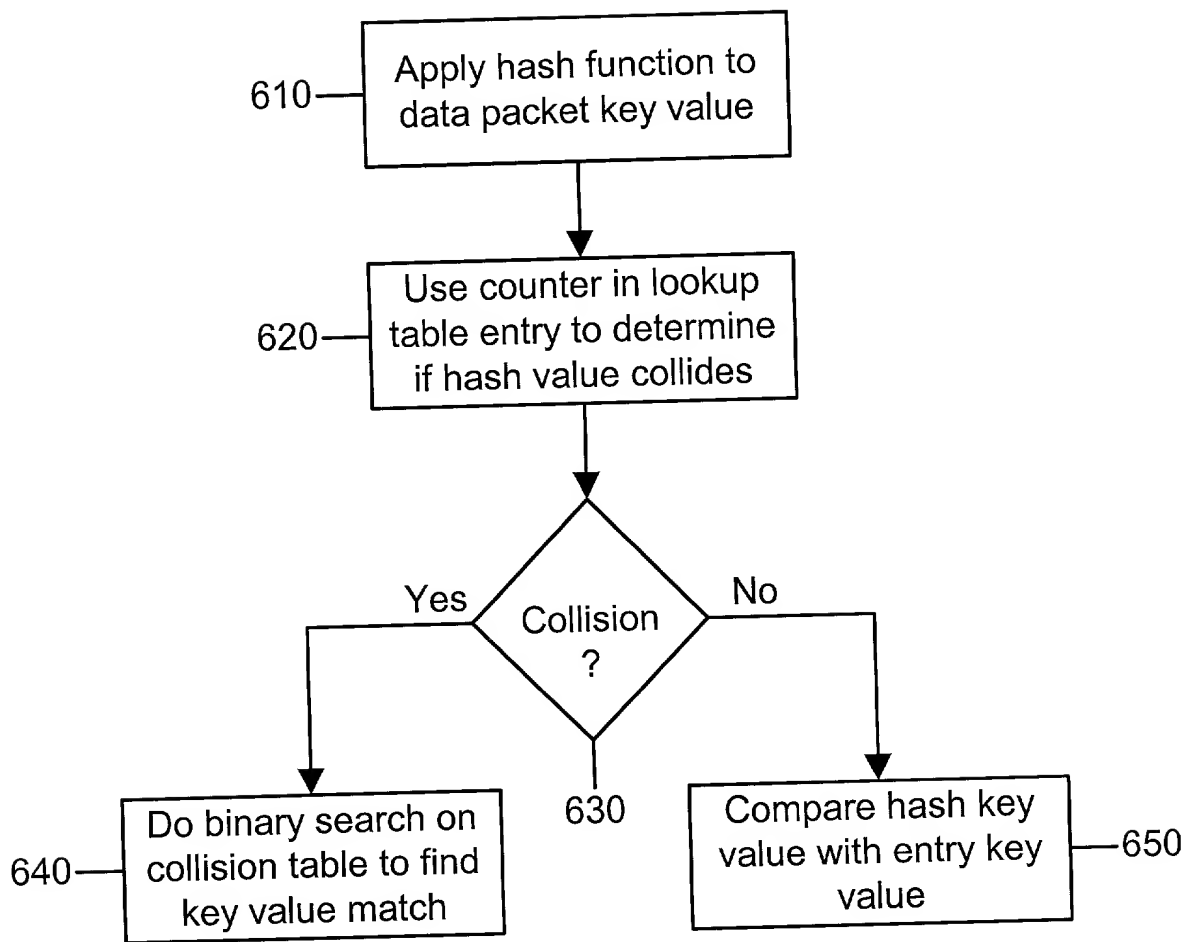 Apply hash function to
data packet key value
610
Use counter in lookup
table entry to determine
if hash value collides
620
Yes
No
Collision
?
630
Do binary search on
collision table to find
key value match
640
Compare hash key
value with entry key
value
650